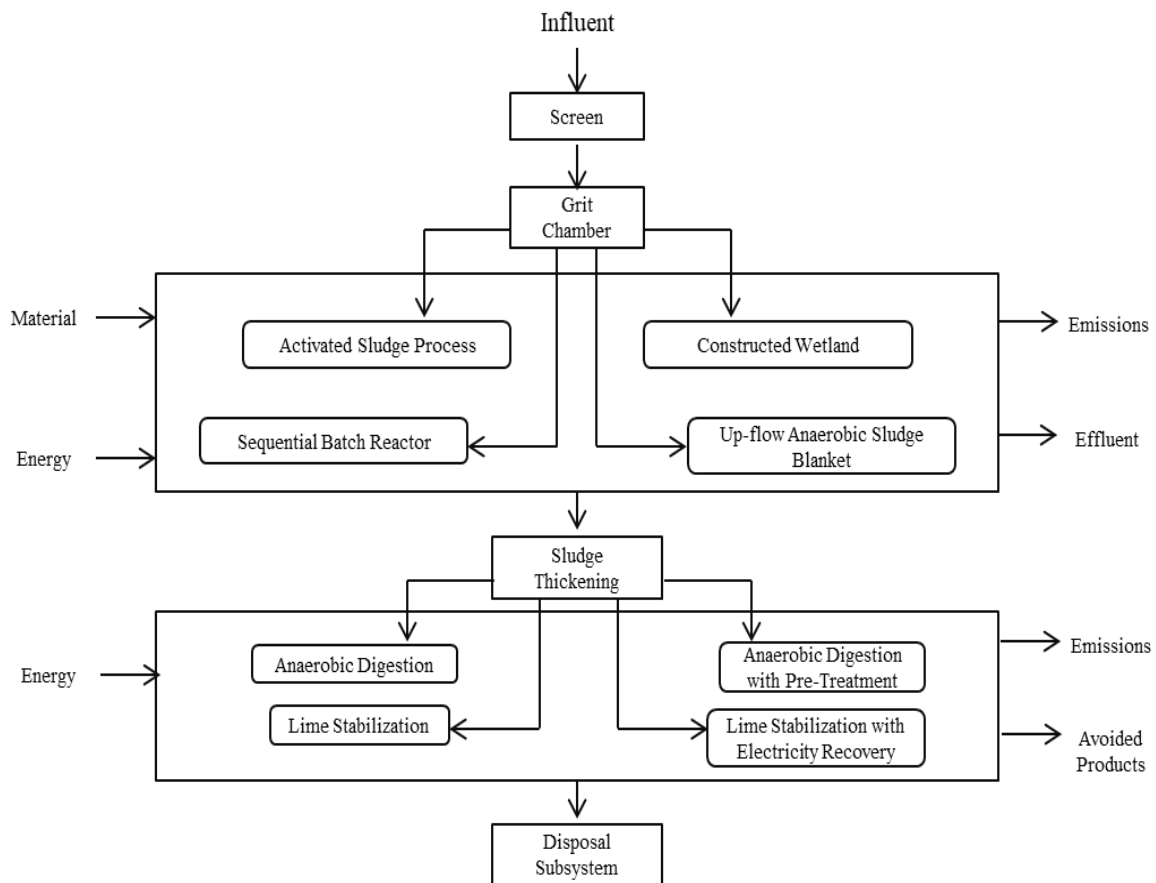 Influent
Screen
Grit
Chamber
Material
Activated Sludge Process
Constructed Wetland
Emissions
Sequential Batch Reactor
Up-flow Anaerobic Sludge
Blanket
Energy
Effluent
Sludge
Thickening
Energy
Anaerobic Digestion
Anaerobic Digestion
with Pre-Treatment
Emissions
Lime Stabilization
Lime Stabilization with
Electricity Recovery
Avoided
Products
Disposal
Subsystem